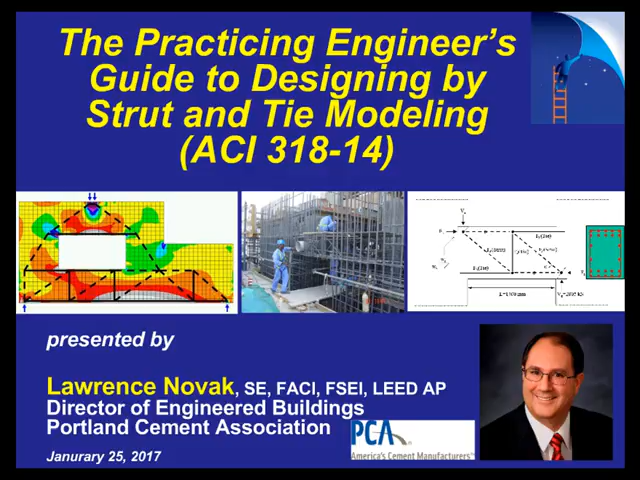 The Practicing Engineer's
Guide to Designing by
Strut and Tie Modeling
(ACI 318-14)
presented by
Lawrence Novak, SE, FACI, FSEI, LEED AP
Director of Engineered Buildings
Portland Cement Association
Janurary 25, 2017
PCA
America's Cement Manufacturers™